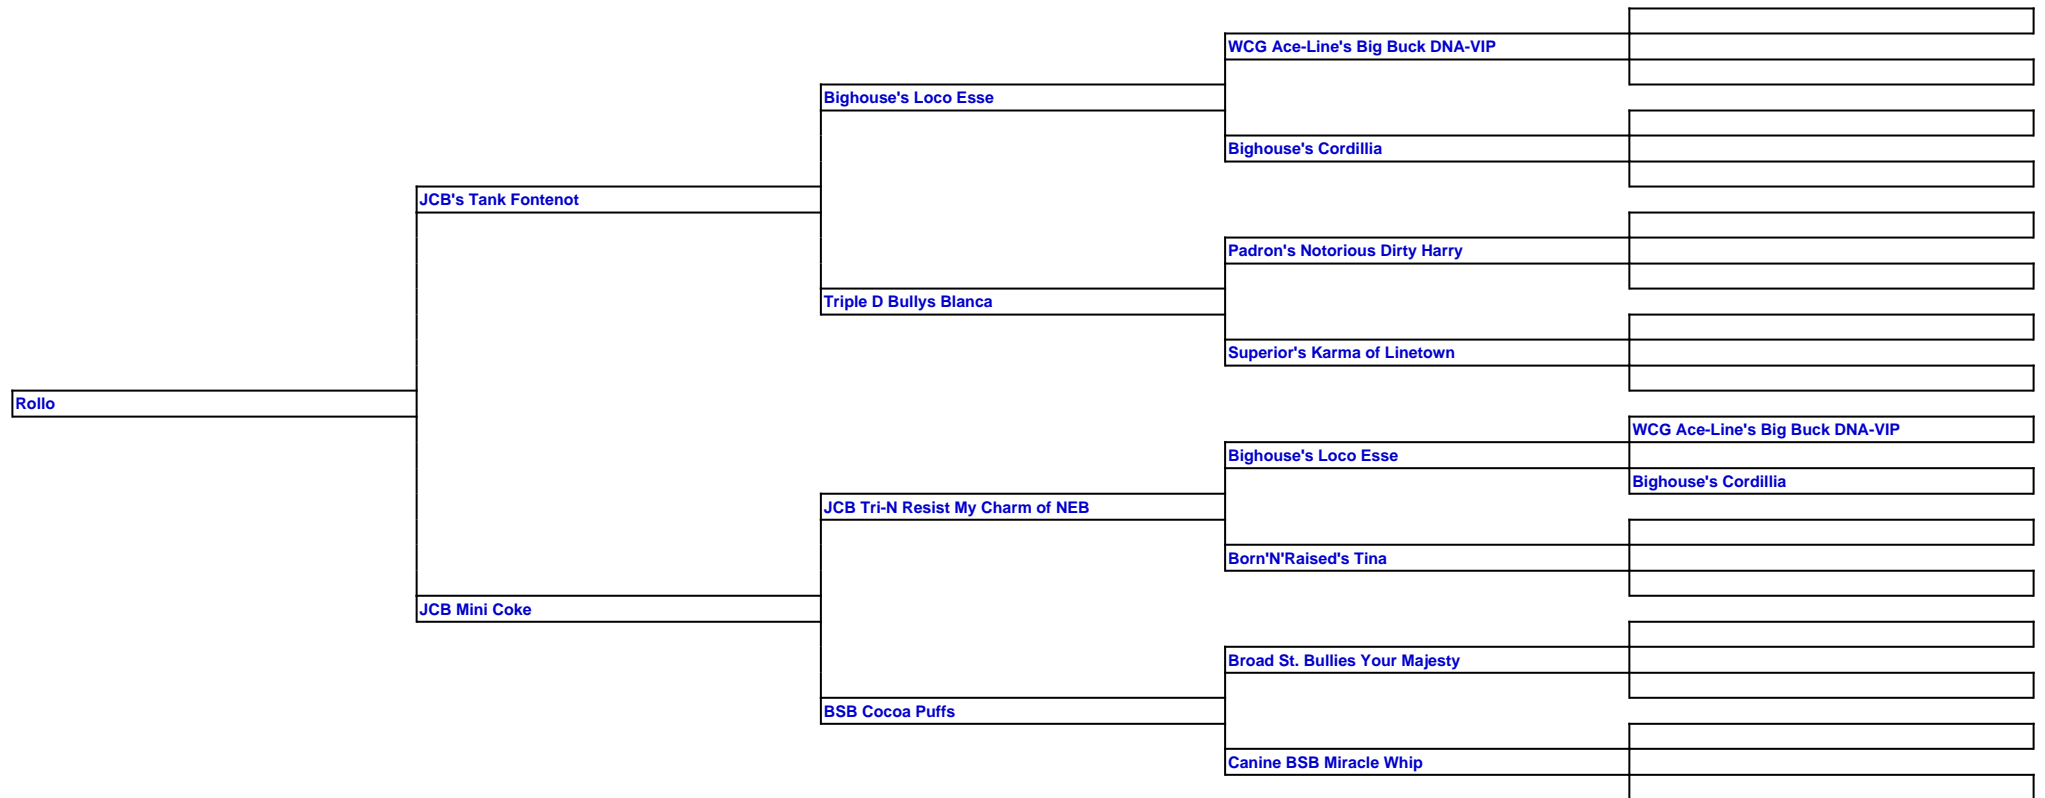 WCG Ace-Line's Big Buck DNA-VIP
Bighouse's Loco Esse
Bighouse's Cordillia
JCB's Tank Fontenot
Padron's Notorious Dirty Harry
Triple D Bullys Blanca
Superior's Karma of Linetown
Rollo
WCG Ace-Line's Big Buck DNA-VIP
Bighouse's Loco Esse
Bighouse's Cordillia
JCB Tri-N Resist My Charm of NEB
Born'N'Raised's Tina
JCB Mini Coke
Broad St. Bullies Your Majesty
BSB Cocoa Puffs
Canine BSB Miracle Whip